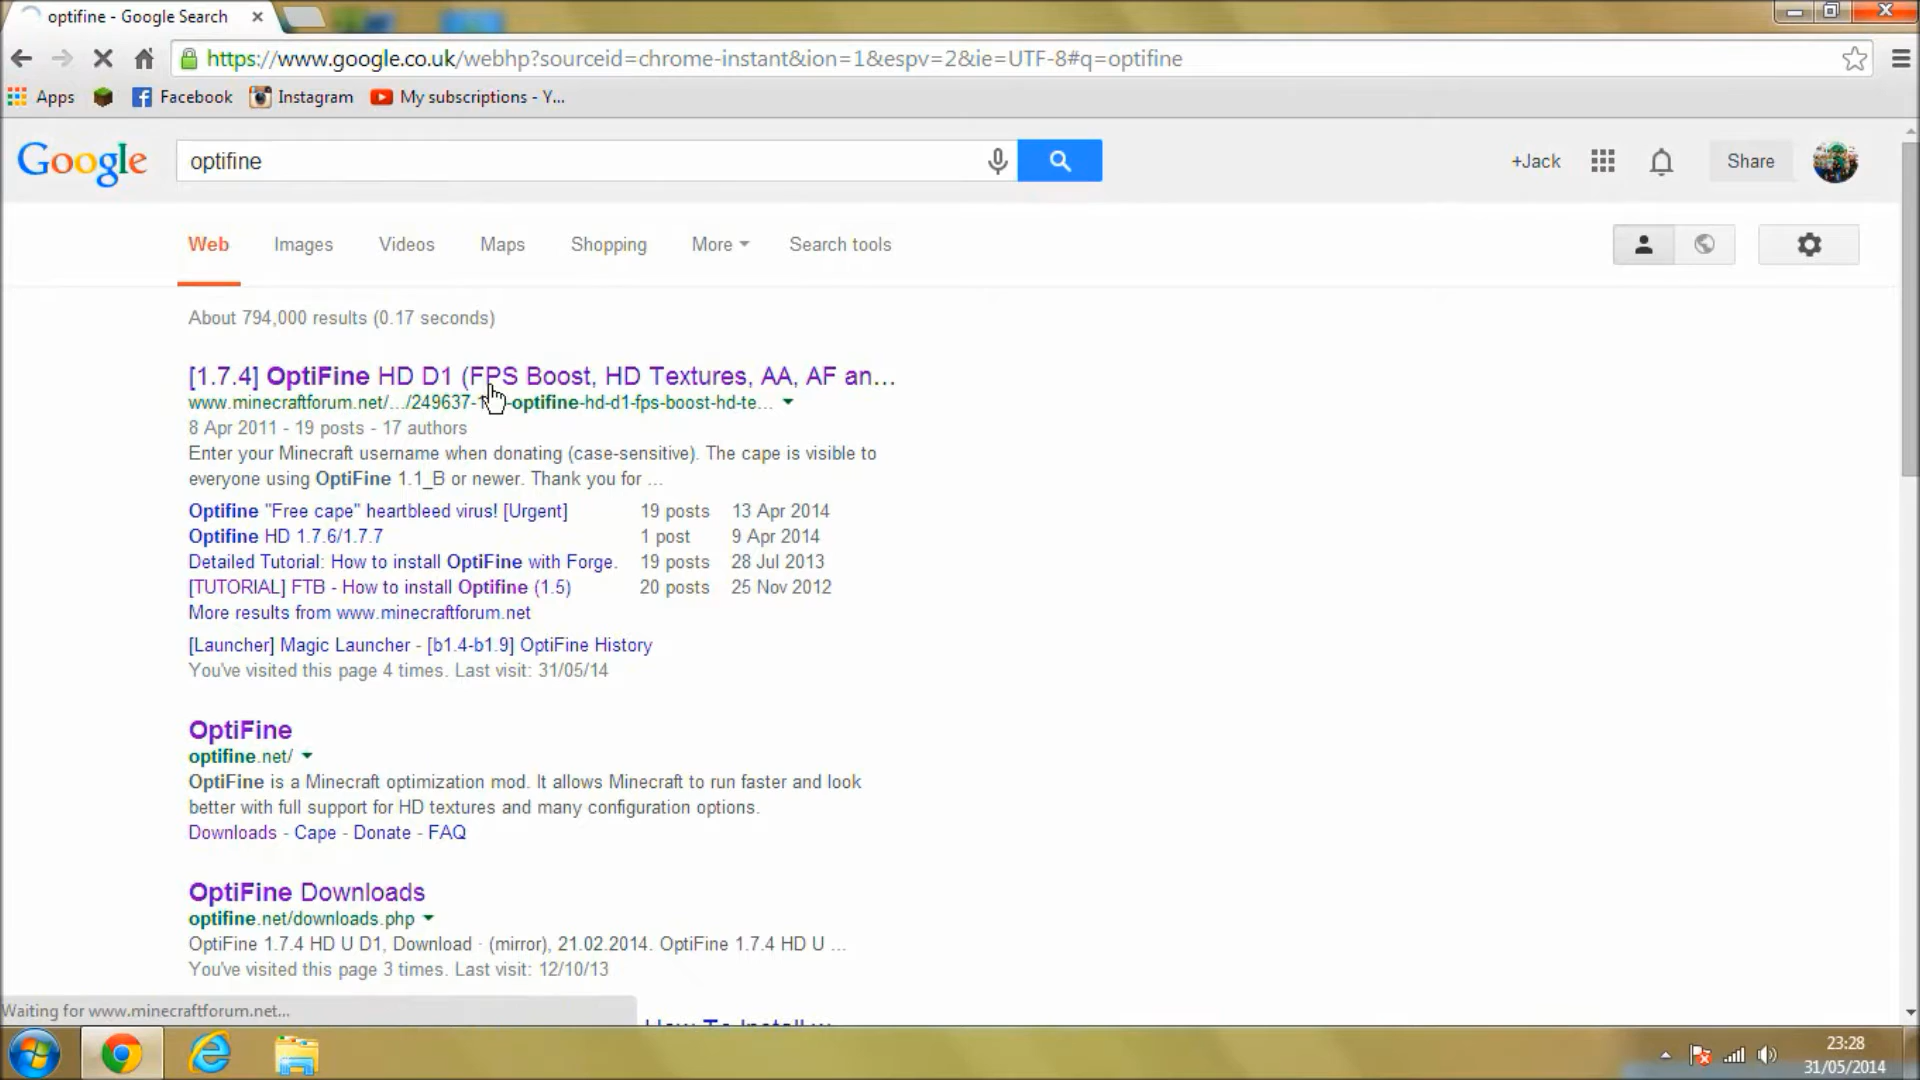 optifine - Google Search
https://www.google.co.uk/webhp?sourceid=chrome-instant&ion=1&espv=2&ie=UTF-8#q=optifine
Apps Facebook Instagram My subscriptions - Y...
Google optifine +Jack Share
Web Images Videos Maps Shopping More Search tools
About 794,000 results (0.17 seconds)
[1.7.4] OptiFine HD D1 (FPS Boost, HD Textures, AA, AF an...
www.minecraftforum.net/.../249637- -optifine-hd-d1-fps-boost-hd-te...
8 Apr 2011 - 19 posts - 17 authors
Enter your Minecraft username when donating (case-sensitive). The cape is visible to
everyone using OptiFine 1.1_B or newer. Thank you for ...
Optifine "Free cape" heartbleed virus! [Urgent] 19 posts 13 Apr 2014
Optifine HD 1.7.6/1.7.7 1 post 9 Apr 2014
Detailed Tutorial: How to install OptiFine with Forge. 19 posts 28 Jul 2013
[TUTORIAL] FTB - How to install Optifine (1.5) 20 posts 25 Nov 2012
More results from www.minecraftforum.net
[Launcher] Magic Launcher - [b1.4-b1.9] OptiFine History
You've visited this page 4 times. Last visit: 31/05/14
OptiFine
optifine.net/
OptiFine is a Minecraft optimization mod. It allows Minecraft to run faster and look
better with full support for HD textures and many configuration options.
Downloads - Cape - Donate - FAQ
OptiFine Downloads
optifine.net/downloads.php
OptiFine 1.7.4 HD U D1, Download · (mirror), 21.02.2014. OptiFine 1.7.4 HD U ...
You've visited this page 3 times. Last visit: 12/10/13
Waiting for www.minecraftforum.net...
23:28
31/05/2014